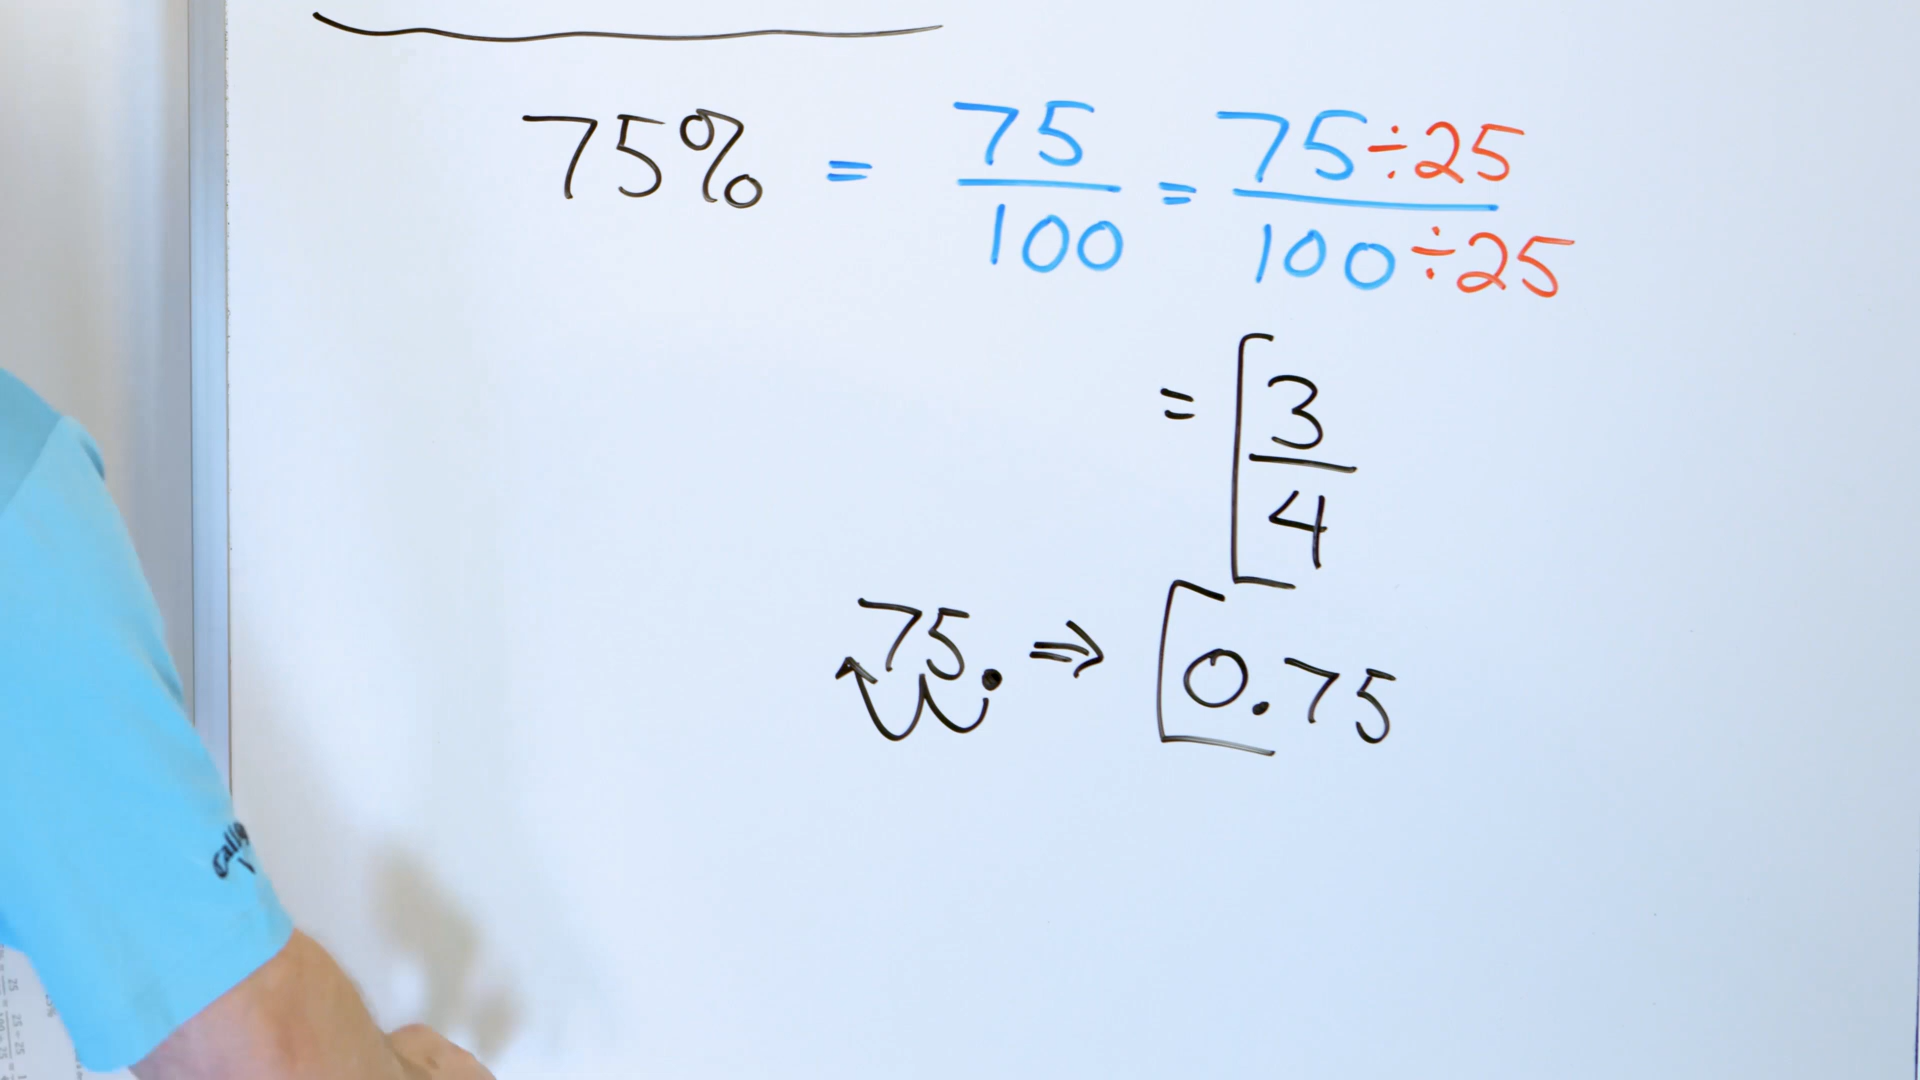 75% = 75/100 = 75÷25/100÷25
= [3/4
75. ⇒ [0.75